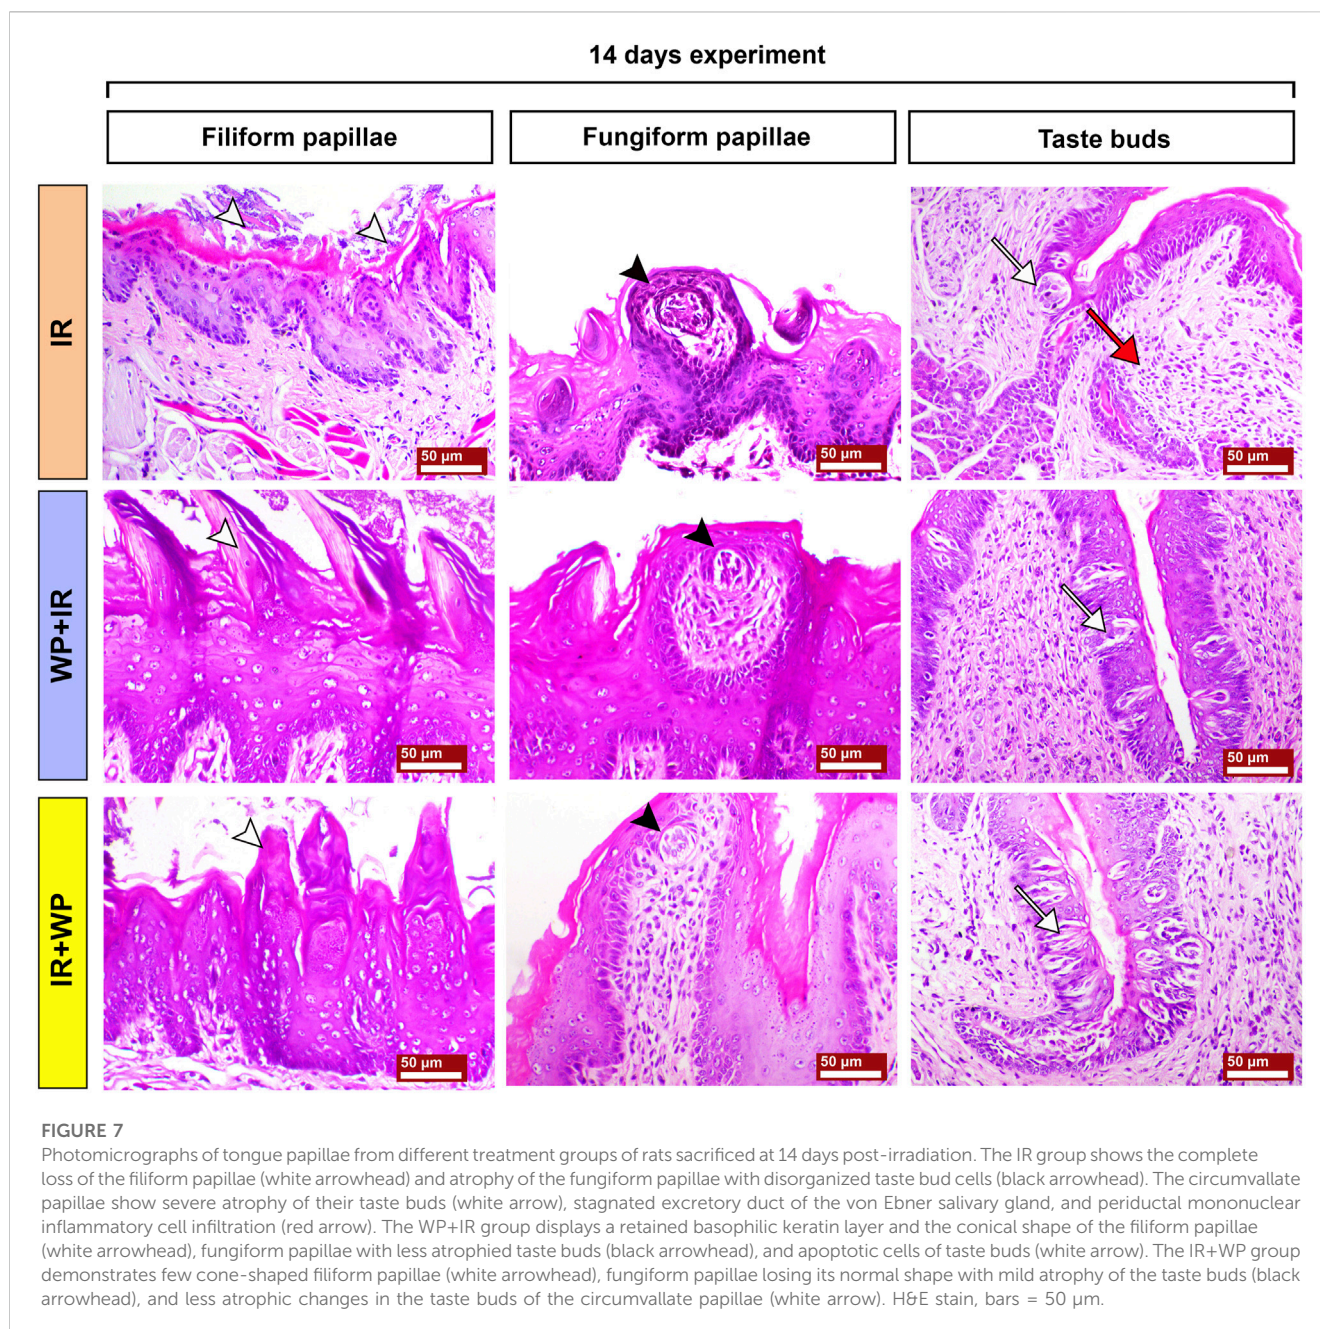 14 days experiment
Filiform papillae
Fungiform papillae
Taste buds
IR
50 µm
50 µm
50 µm
WP+IR
50 µm
50 µm
50 µm
IR+WP
50 µm
50 µm
50 µm
FIGURE 7
Photomicrographs of tongue papillae from different treatment groups of rats sacrificed at 14 days post-irradiation. The IR group shows the complete
loss of the filiform papillae (white arrowhead) and atrophy of the fungiform papillae with disorganized taste bud cells (black arrowhead). The circumvallate
papillae show severe atrophy of their taste buds (white arrow), stagnated excretory duct of the von Ebner salivary gland, and periductal mononuclear
inflammatory cell infiltration (red arrow). The WP+IR group displays a retained basophilic keratin layer and the conical shape of the filiform papillae
(white arrowhead), fungiform papillae with less atrophied taste buds (black arrowhead), and apoptotic cells of taste buds (white arrow). The IR+WP group
demonstrates few cone-shaped filiform papillae (white arrowhead), fungiform papillae losing its normal shape with mild atrophy of the taste buds (black
arrowhead), and less atrophic changes in the taste buds of the circumvallate papillae (white arrow). H&E stain, bars = 50 µm.